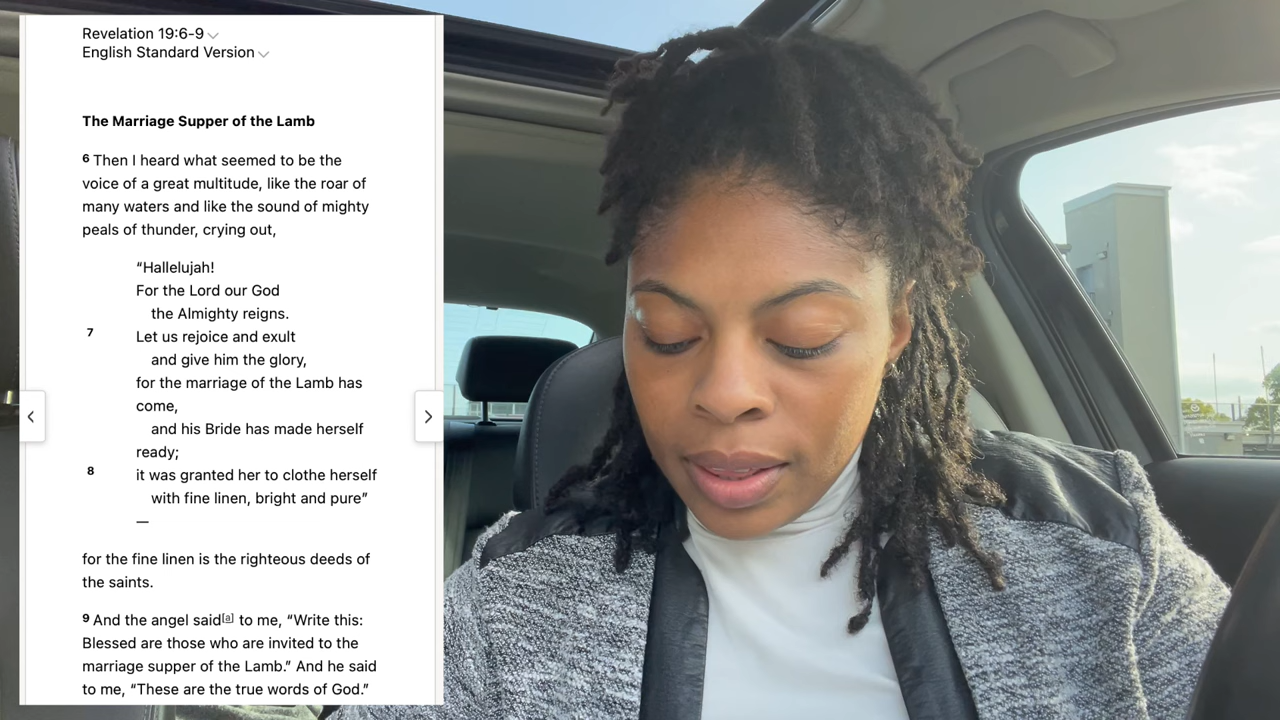 Revelation 19:6-9
English Standard Version
The Marriage Supper of the Lamb
6 Then I heard what seemed to be the
voice of a great multitude, like the roar of
many waters and like the sound of mighty
peals of thunder, crying out,
“Hallelujah!
For the Lord our God
the Almighty reigns.
7 Let us rejoice and exult
and give him the glory,
for the marriage of the Lamb has
come,
and his Bride has made herself
ready;
8 it was granted her to clothe herself
with fine linen, bright and pure”
—
for the fine linen is the righteous deeds of
the saints.
9 And the angel said[a] to me, “Write this:
Blessed are those who are invited to the
marriage supper of the Lamb.” And he said
to me, “These are the true words of God.”